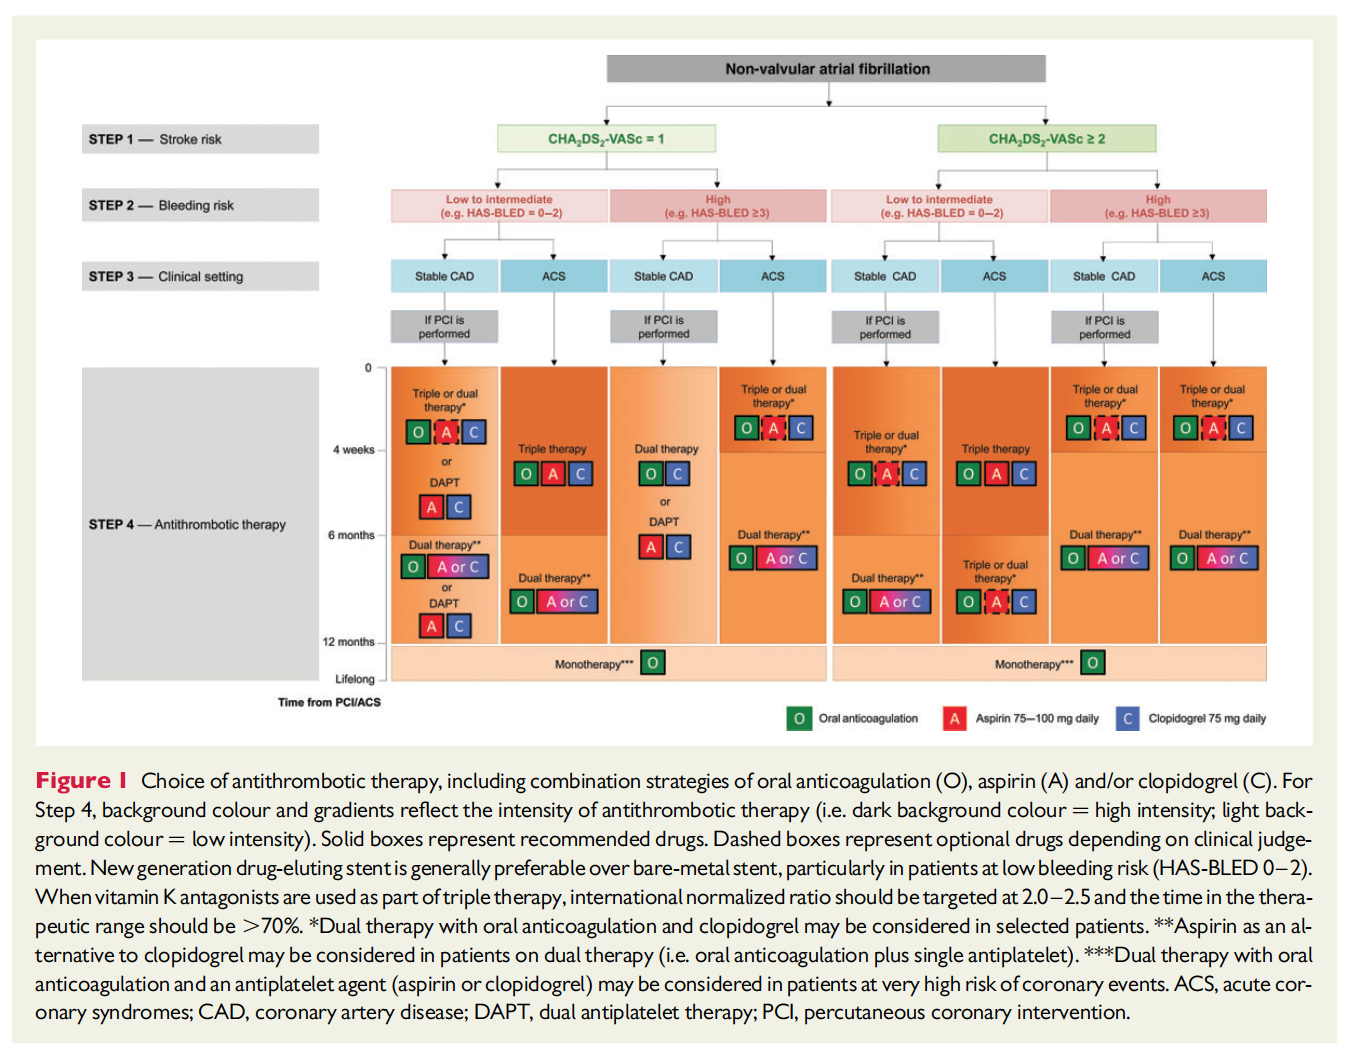 Non-valvular atrial fibrillation
STEP 1 — Stroke risk
CHA₂DS₂-VASc = 1
CHA₂DS₂-VASc ≥ 2
STEP 2 — Bleeding risk
Low to intermediate
(e.g. HAS-BLED = 0–2)
High
(e.g. HAS-BLED ≥3)
Low to intermediate
(e.g. HAS-BLED = 0–2)
High
(e.g. HAS-BLED ≥3)
STEP 3 — Clinical setting
Stable CAD
ACS
Stable CAD
ACS
Stable CAD
ACS
Stable CAD
ACS
If PCI is
performed
If PCI is
performed
If PCI is
performed
If PCI is
performed
STEP 4 — Antithrombotic therapy
0
4 weeks
6 months
12 months
Lifelong
Time from PCI/ACS
Triple or dual
therapy*
O A C
or
DAPT
A C
Dual therapy**
O A or C
or
DAPT
A C
Triple therapy
O A C
Dual therapy**
O A or C
Dual therapy
O C
or
DAPT
A C
Triple or dual
therapy*
O A C
Dual therapy**
O A or C
Triple or dual
therapy*
O A C
Dual therapy**
O A or C
Triple therapy
O A C
Triple or dual
therapy*
O A C
Triple or dual
therapy*
O A C
Dual therapy**
O A or C
Triple or dual
therapy*
O A C
Dual therapy**
O A or C
Monotherapy*** O
Monotherapy*** O
O Oral anticoagulation
A Aspirin 75–100 mg daily
C Clopidogrel 75 mg daily
Figure 1 Choice of antithrombotic therapy, including combination strategies of oral anticoagulation (O), aspirin (A) and/or clopidogrel (C). For
Step 4, background colour and gradients reflect the intensity of antithrombotic therapy (i.e. dark background colour = high intensity; light back-
ground colour = low intensity). Solid boxes represent recommended drugs. Dashed boxes represent optional drugs depending on clinical judge-
ment. New generation drug-eluting stent is generally preferable over bare-metal stent, particularly in patients at low bleeding risk (HAS-BLED 0–2).
When vitamin K antagonists are used as part of triple therapy, international normalized ratio should be targeted at 2.0–2.5 and the time in the thera-
peutic range should be >70%. *Dual therapy with oral anticoagulation and clopidogrel may be considered in selected patients. **Aspirin as an al-
ternative to clopidogrel may be considered in patients on dual therapy (i.e. oral anticoagulation plus single antiplatelet). ***Dual therapy with oral
anticoagulation and an antiplatelet agent (aspirin or clopidogrel) may be considered in patients at very high risk of coronary events. ACS, acute cor-
onary syndromes; CAD, coronary artery disease; DAPT, dual antiplatelet therapy; PCI, percutaneous coronary intervention.